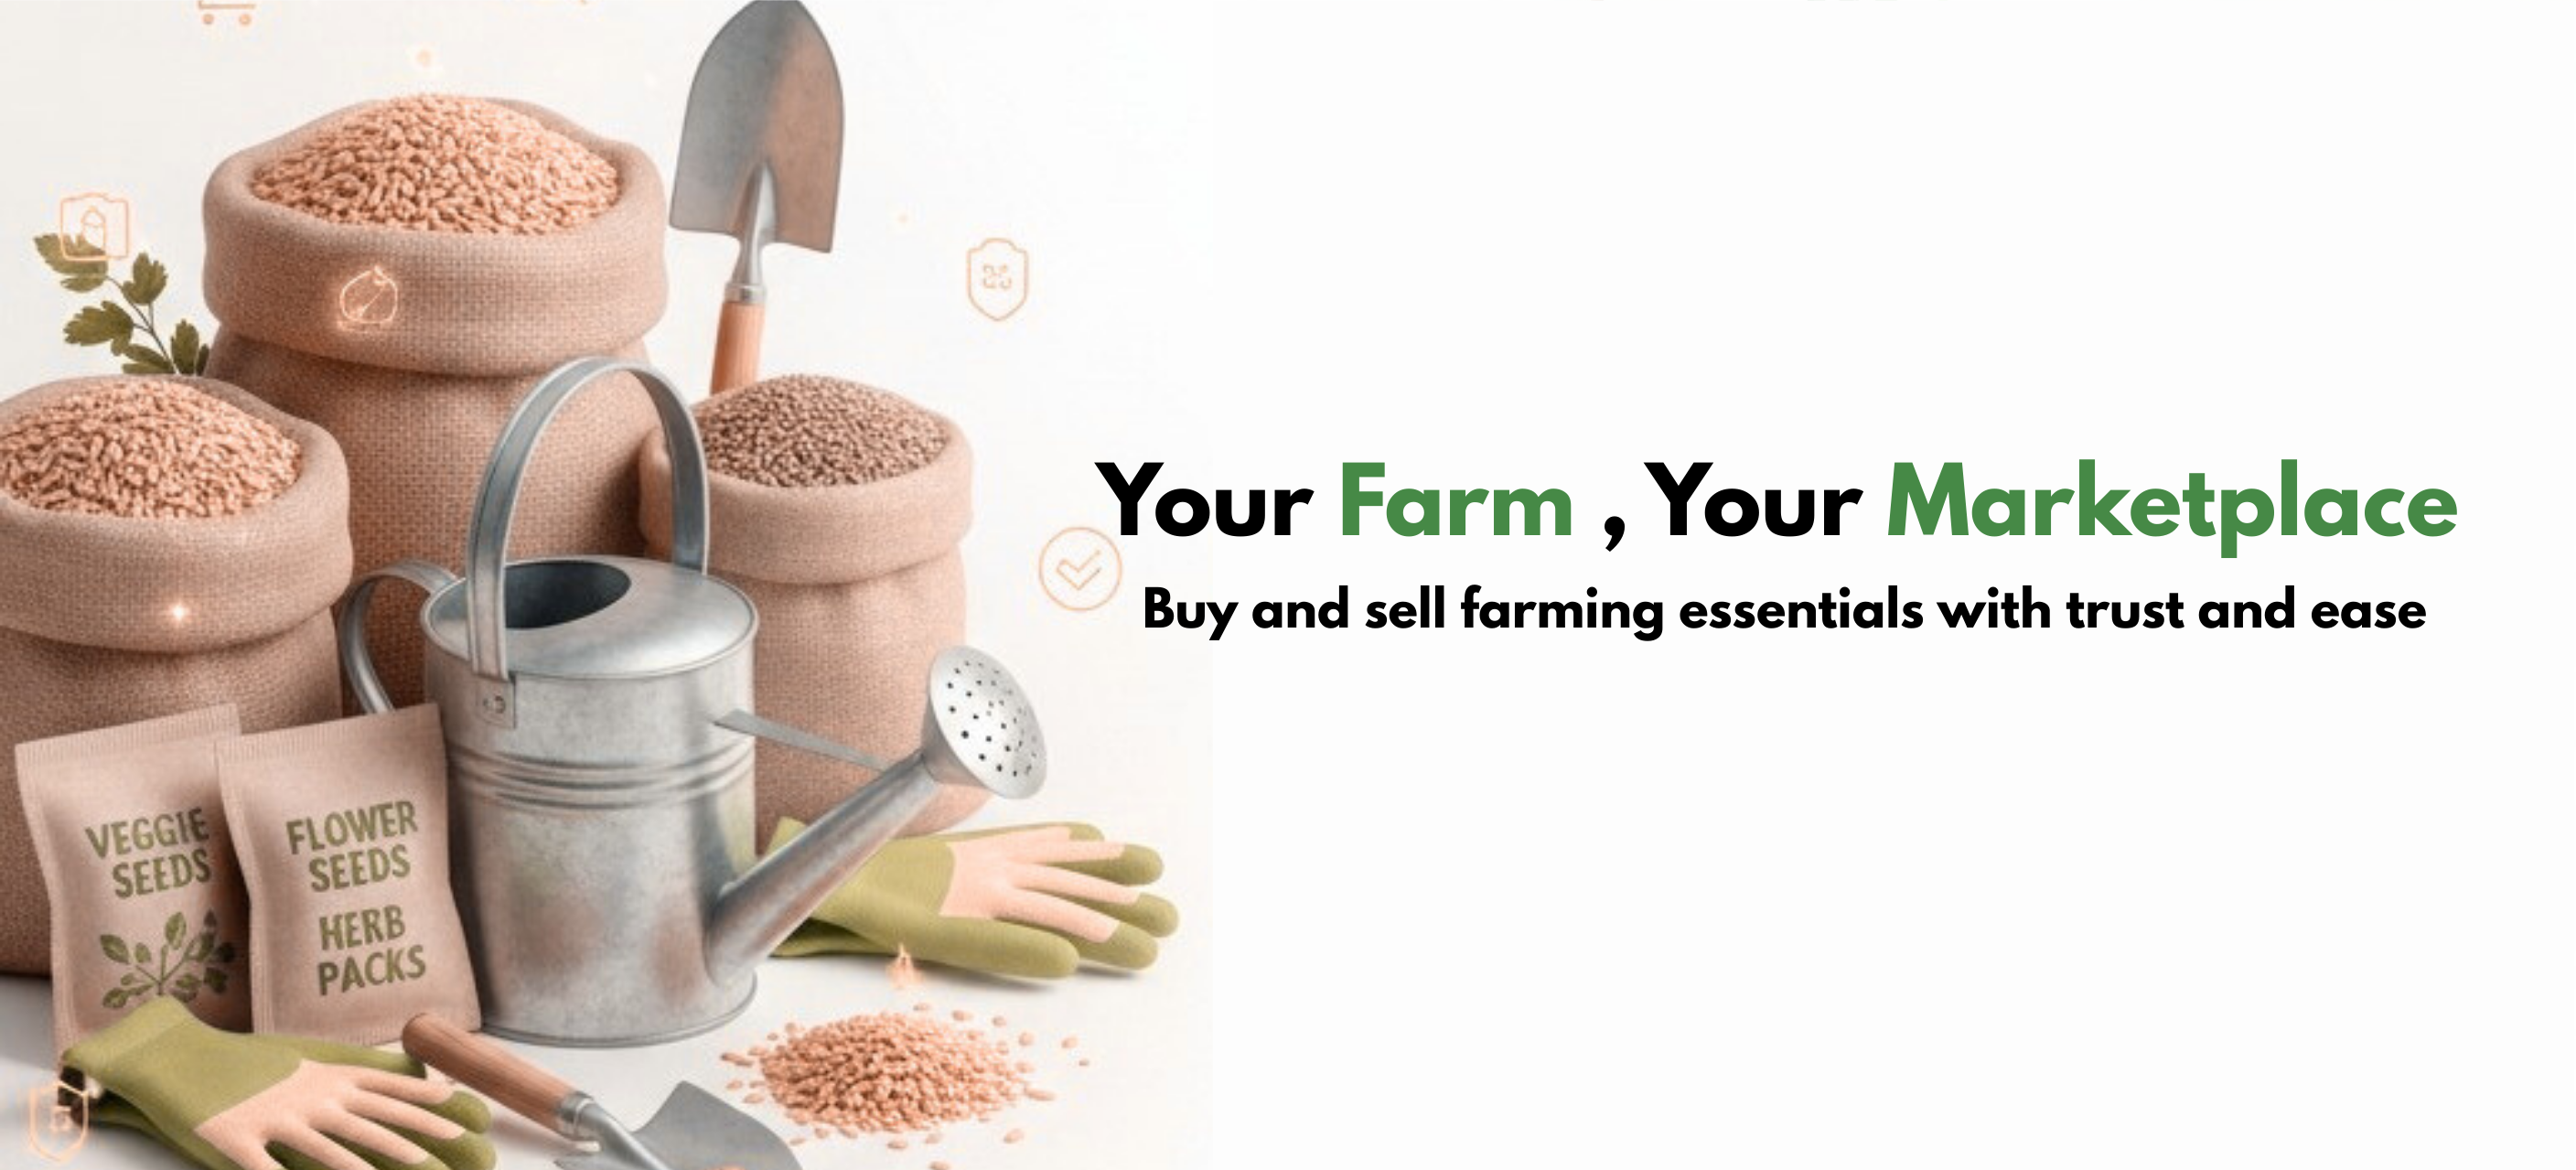 Your Farm , Your Marketplace
Buy and sell farming essentials with trust and ease
VEGGIE
SEEDS
FLOWER
SEEDS
HERB
PACKS